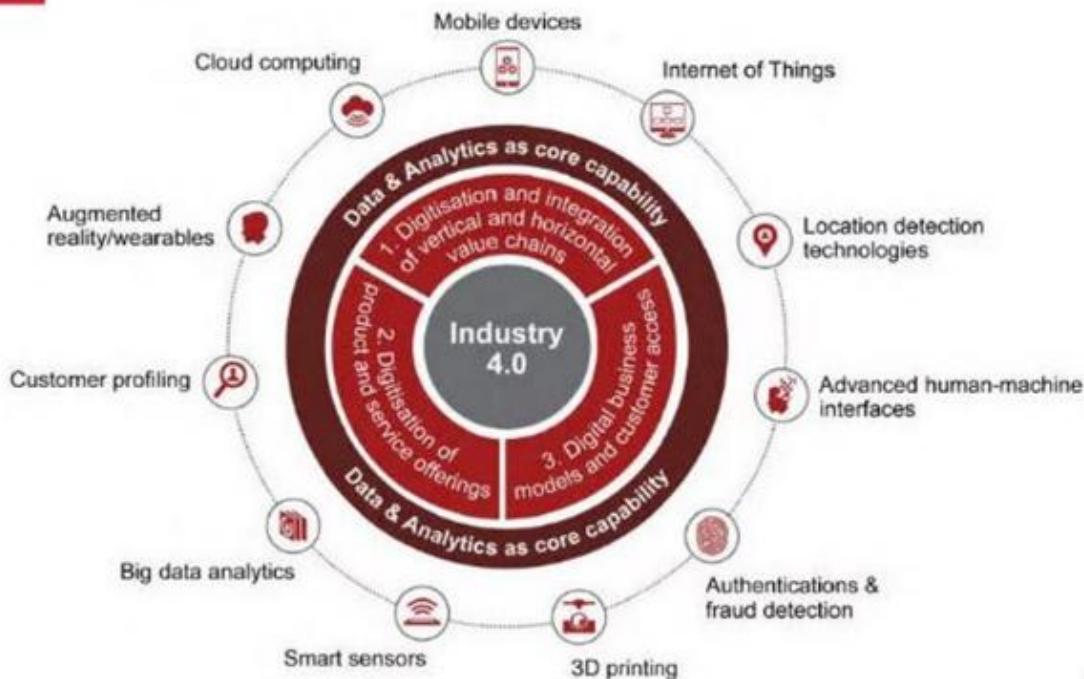 Mobile devices
Cloud computing
Internet of Things
Augmented
reality/wearables
Location detection
technologies
Customer profiling
Advanced human-machine
interfaces
Big data analytics
Authentications &
fraud detection
Smart sensors
3D printing
Data & Analytics as core capability
1. Digitisation and integration
of vertical and horizontal
value chains
Industry
4.0
2. Digitisation of
product and service offerings
3. Digital business
models and customer access
Data & Analytics as core capability